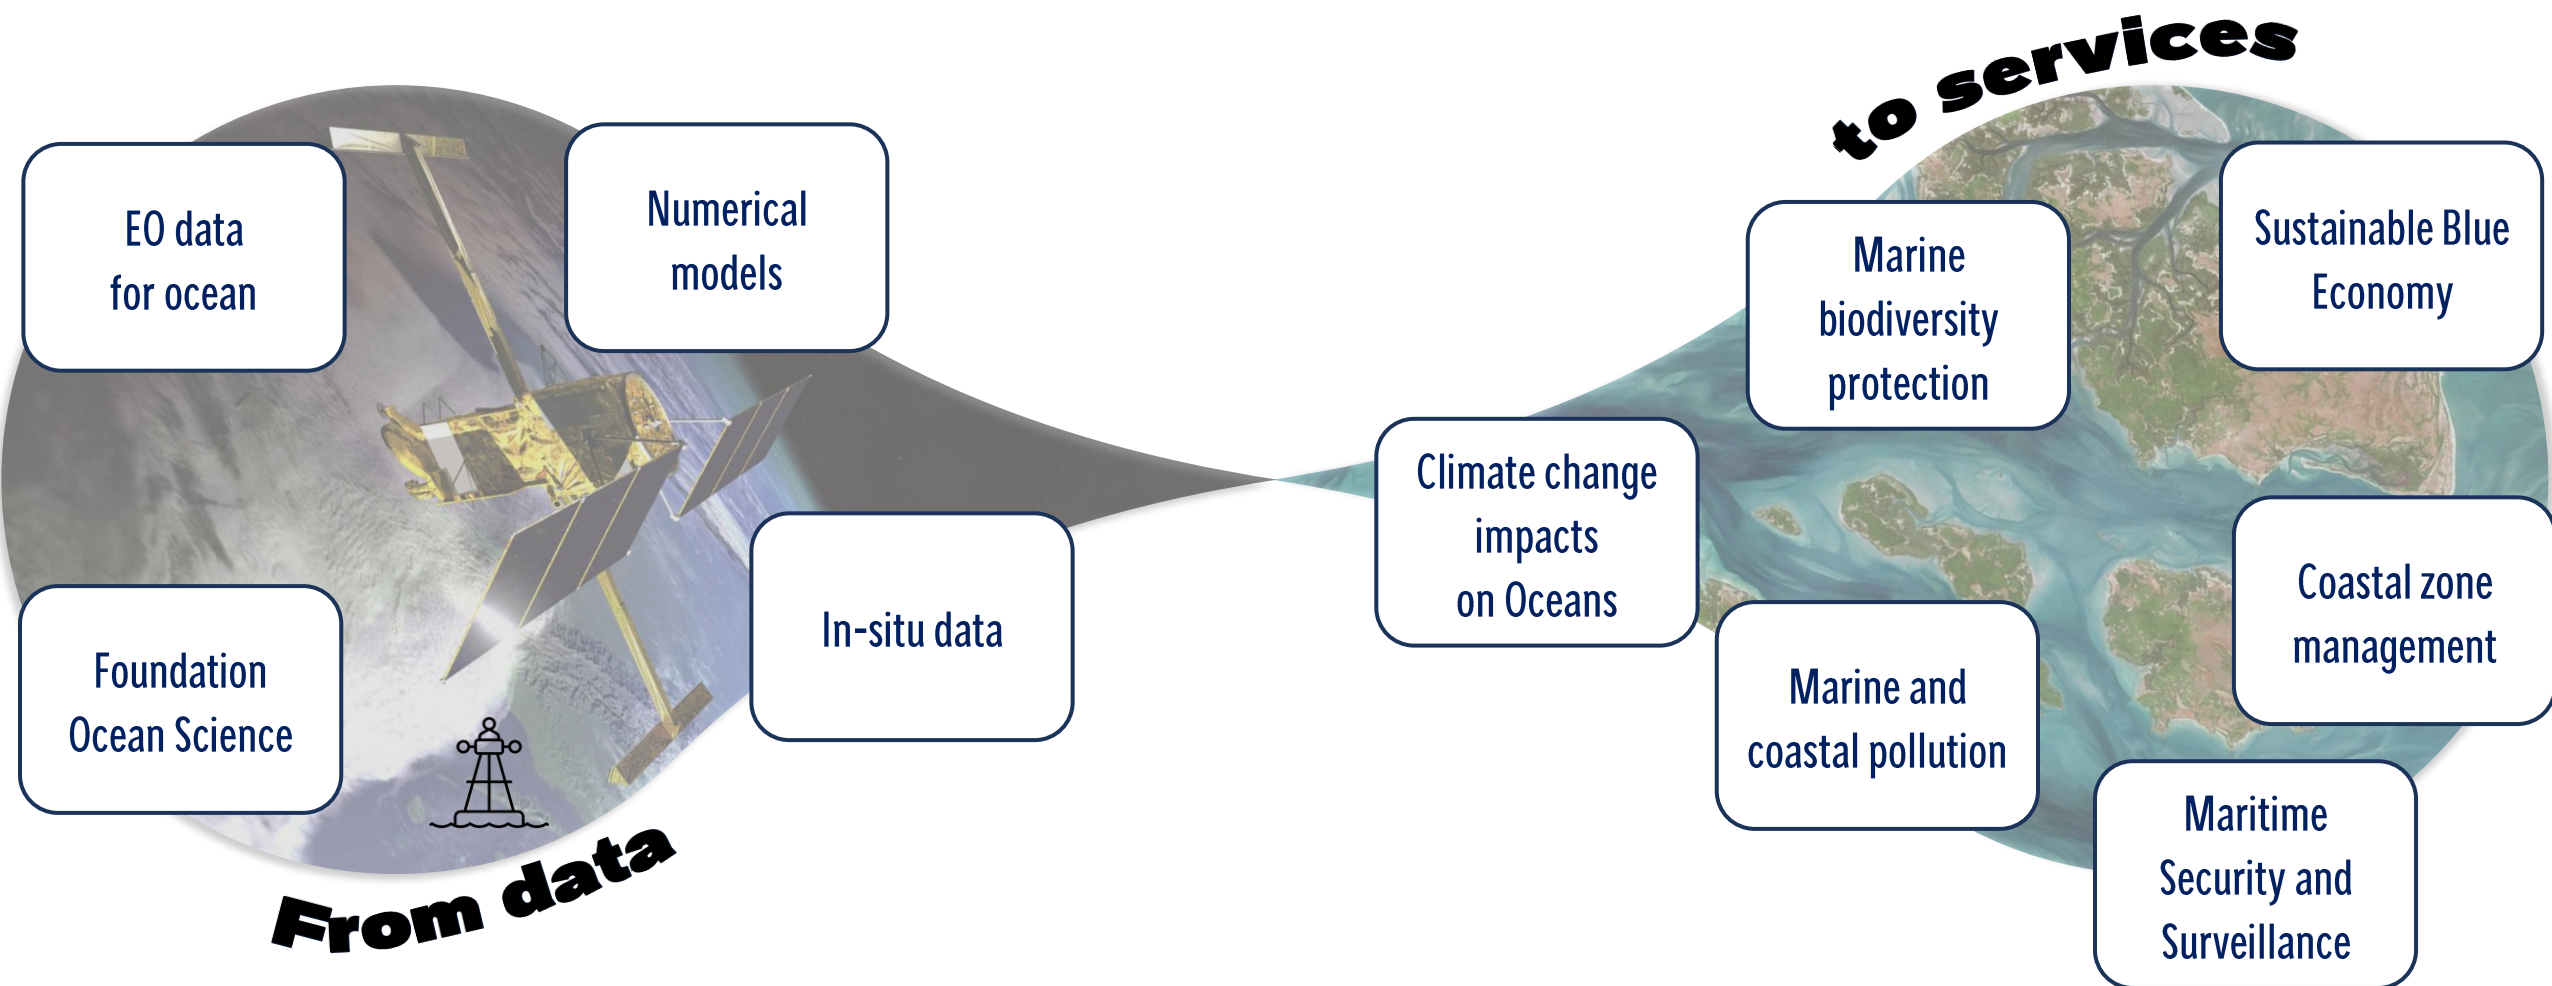 EO data
for ocean
Numerical
models
Foundation
Ocean Science
In-situ data
From data
to services
Marine
biodiversity
protection
Sustainable Blue
Economy
Climate change
impacts
on Oceans
Coastal zone
management
Marine and
coastal pollution
Maritime
Security and
Surveillance